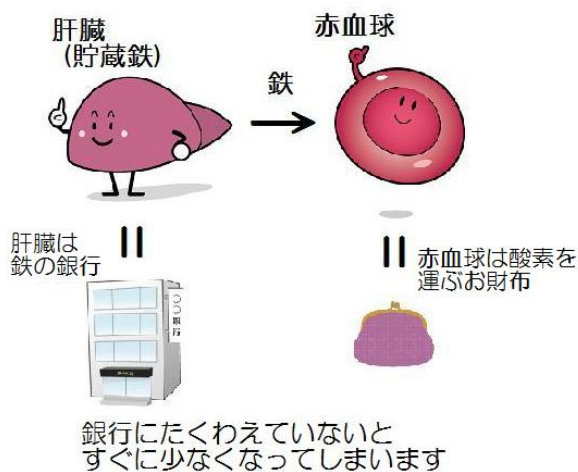 肝臓
(貯蔵鉄)
赤血球
鉄
肝臓は
鉄の銀行
赤血球は酸素を
運ぶお財布
銀行にたくわえていないと
すぐに少なくなってしまいます